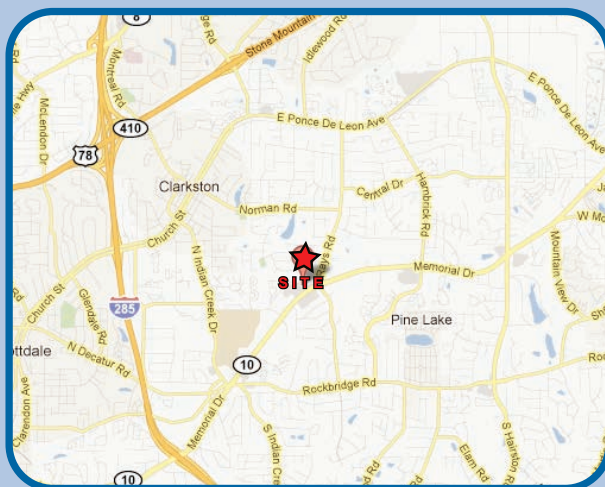 8
Stone Mountain
Idlewood Rd
Montreal Rd
McLendon Dr
E Ponce De Leon Ave
E Ponce De Leon Ave
410
78
Clarkston
Central Dr
Hambrick Rd
Norman Rd
Church St
N Indian Creek Dr
Rays Rd
Memorial Dr
Mountain View Dr
SITE
Church St
Glendale Rd
285
Pine Lake
N Decatur Rd
10
Rockbridge Rd
Memorial Dr
Clarendon Ave
S Indian Cree
S Hairston Rd
Elam Rd
10